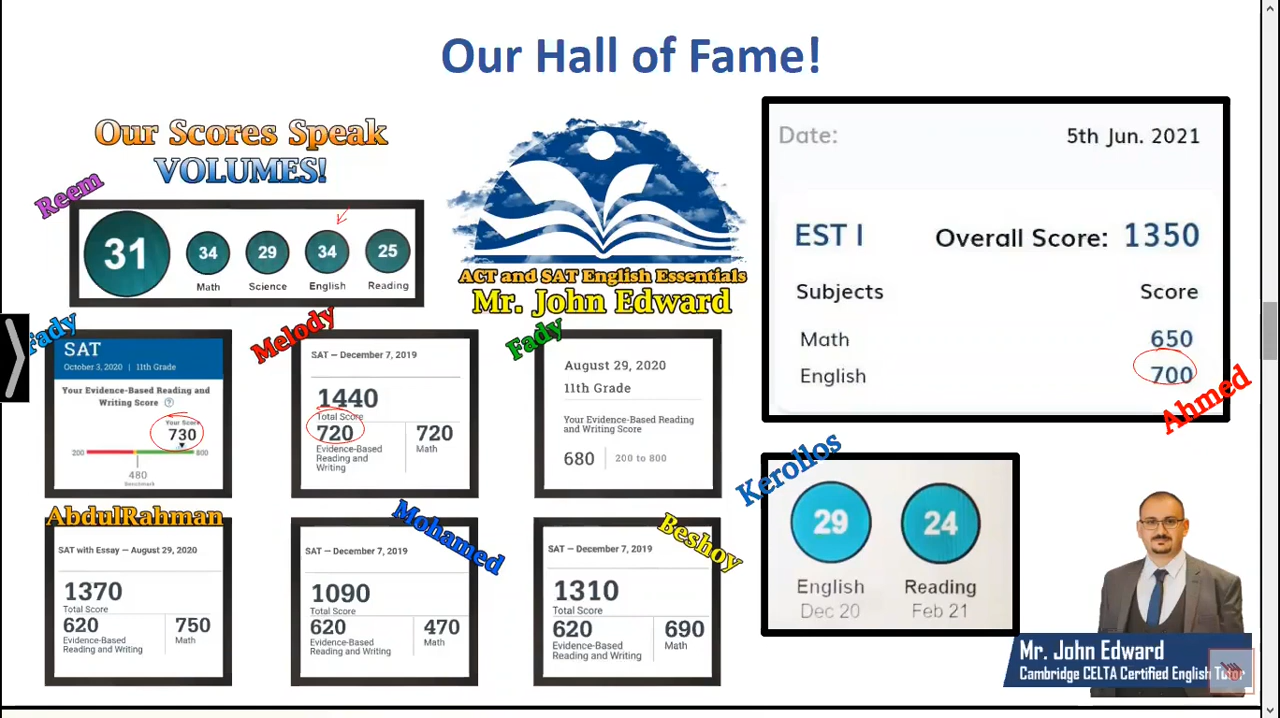 Our Hall of Fame!
Our Scores Speak
VOLUMES!
Reem
31
34
29
34
25
Math
Science
English
Reading
ACT and SAT English Essentials
Mr. John Edward
Date:
5th Jun. 2021
EST I
Overall Score: 1350
Subjects
Score
Math
650
English
700
Ahmed
Fady
SAT
October 3, 2020 | 11th Grade
Your Evidence-Based Reading and
Writing Score
Your Score
730
200
800
480
Benchmark
Melody
SAT — December 7, 2019
1440
Total Score
720
Evidence-Based
Reading and
Writing
720
Math
Fady
August 29, 2020
11th Grade
Your Evidence-Based Reading
and Writing Score
680
200 to 800
AbdulRahman
SAT with Essay — August 29, 2020
1370
Total Score
620
Evidence-Based
Reading and Writing
750
Math
Mohamed
SAT — December 7, 2019
1090
Total Score
620
Evidence-Based
Reading and Writing
470
Math
Beshoy
SAT — December 7, 2019
1310
Total Score
620
Evidence-Based
Reading and Writing
690
Math
Kerollos
29
24
English
Reading
Dec 20
Feb 21
Mr. John Edward
Cambridge CELTA Certified English Tutor